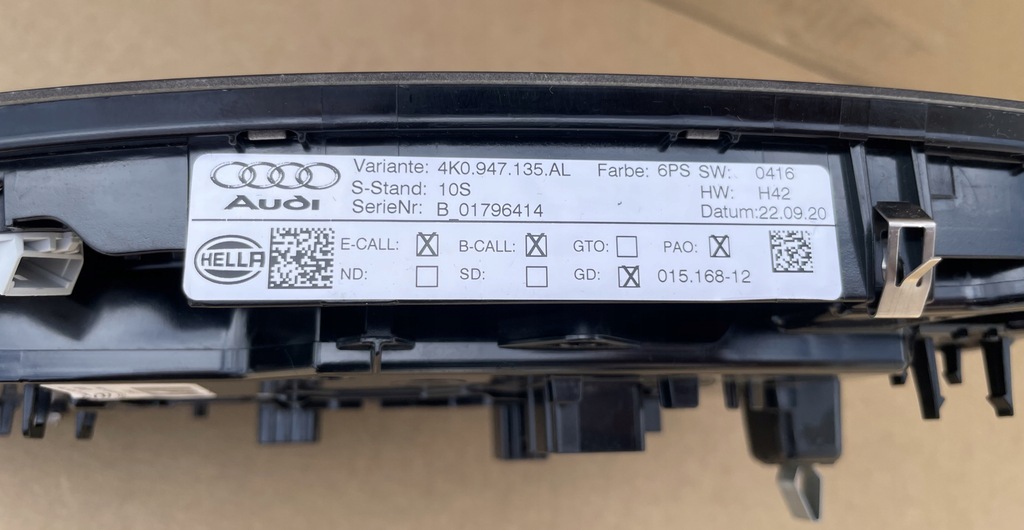 Audi
Variante: 4K0.947.135.AL Farbe: 6PS SW: 0416
S-Stand: 10S HW: H42
SerieNr: B_01796414 Datum:22.09.20
HELLA
E-CALL: ☒ B-CALL: ☒ GTO: ☐ PAO: ☒
ND: ☐ SD: ☐ GD: ☒ 015.168-12